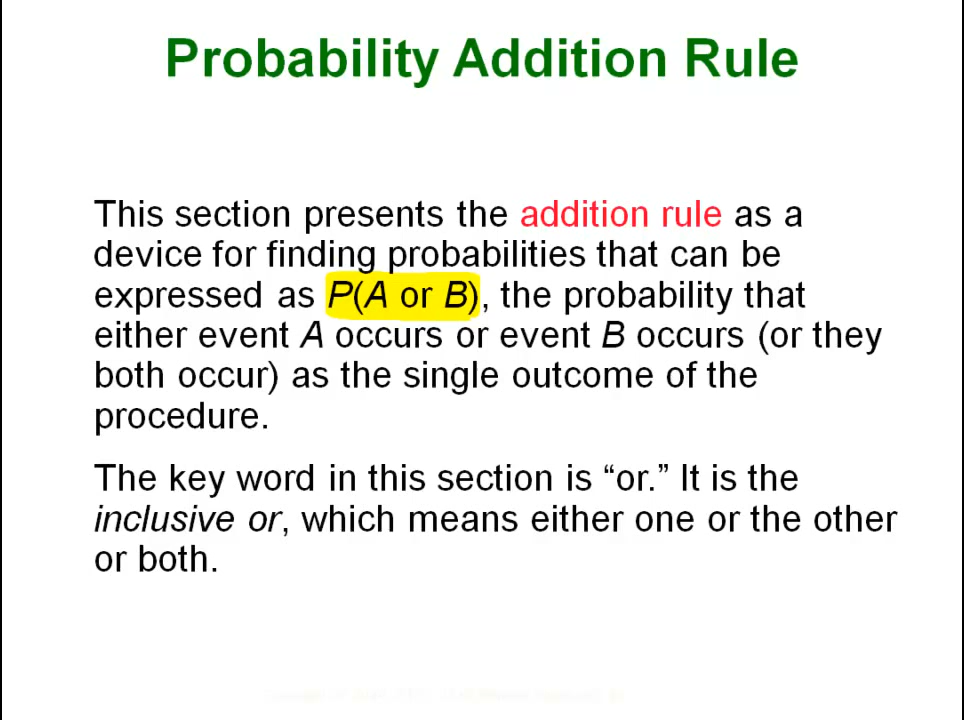 Probability Addition Rule
This section presents the addition rule as a
device for finding probabilities that can be
expressed as P(A or B), the probability that
either event A occurs or event B occurs (or they
both occur) as the single outcome of the
procedure.
The key word in this section is “or.” It is the
inclusive or, which means either one or the other
or both.